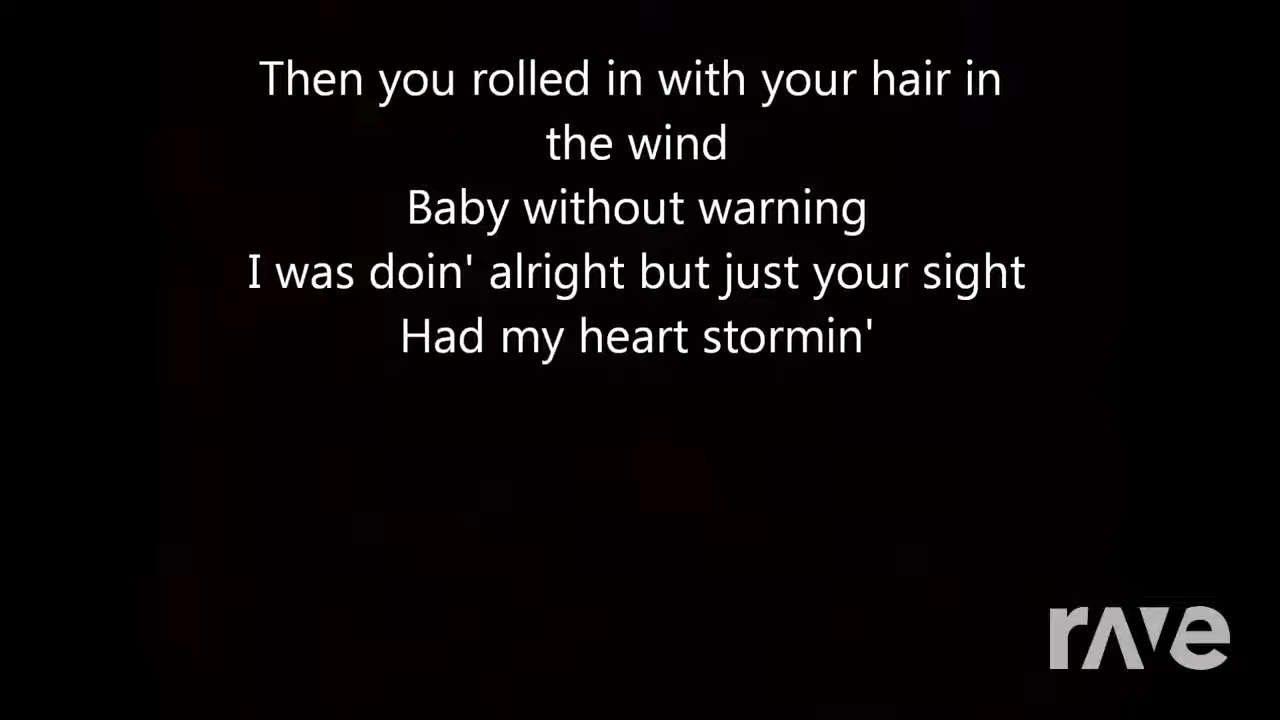 Then you rolled in with your hair in
the wind
Baby without warning
I was doin' alright but just your sight
Had my heart stormin'
rave